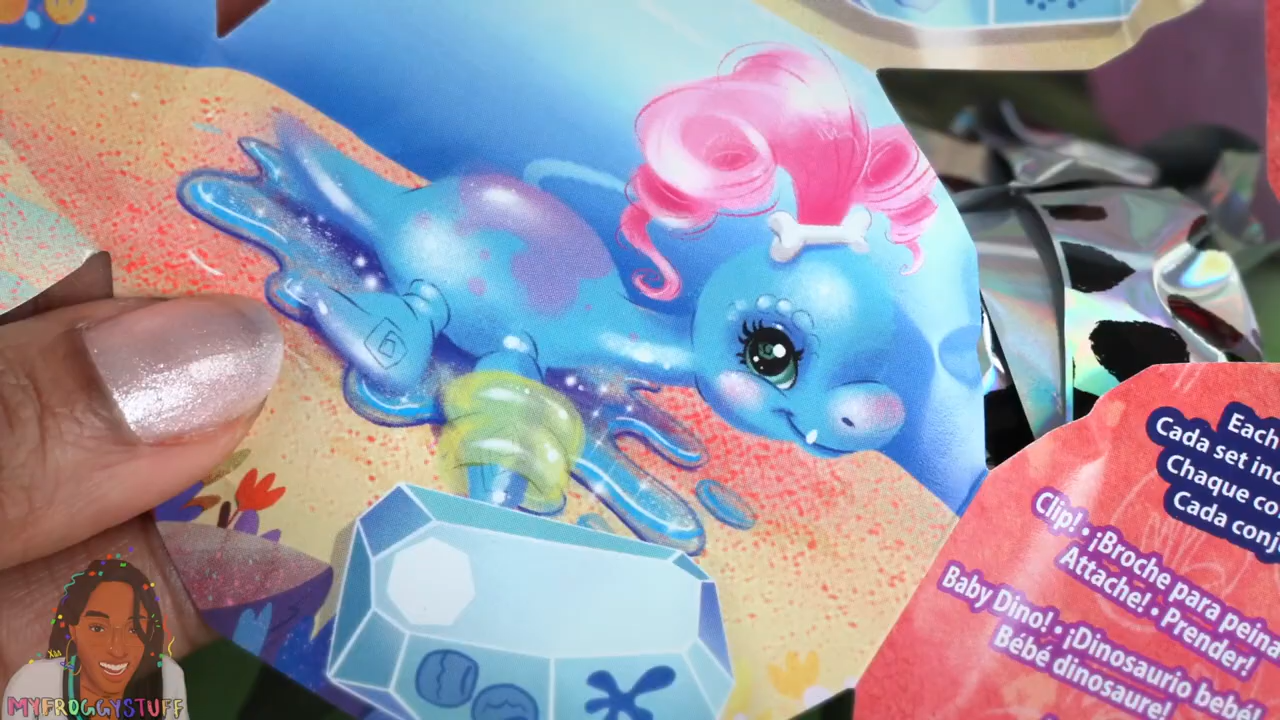 Each
Cada set inc
Chaque co
Cada conj
Clip! • ¡Broche para peina
Attache! • Prender!
Baby Dino! • ¡Dinosaurio bebé!
Bébé dinosaure!
MYFROGGYSTUFF